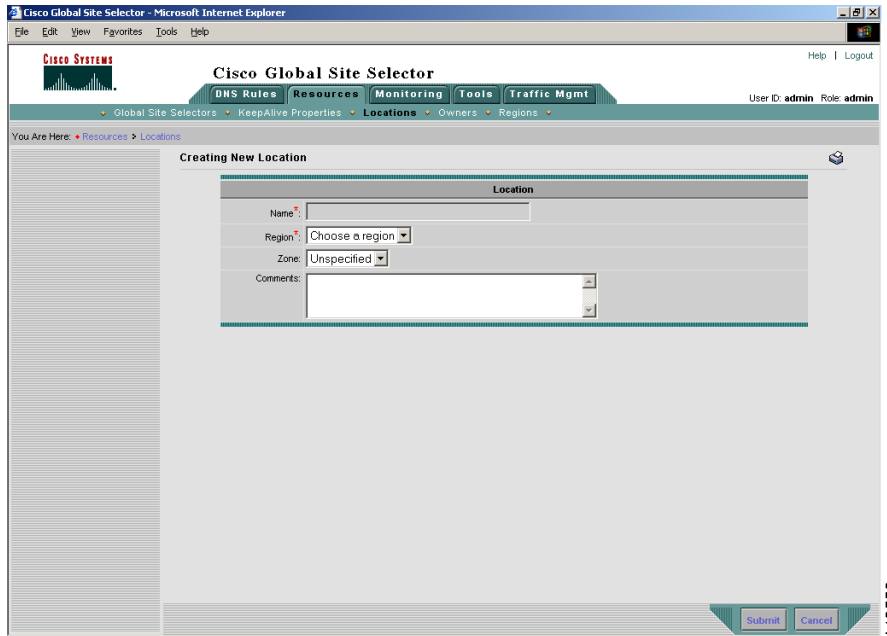 Cisco Global Site Selector - Microsoft Internet Explorer
File Edit View Favorites Tools Help
CISCO SYSTEMS
Help | Logout
Cisco Global Site Selector
DNS Rules Resources Monitoring Tools Traffic Mgmt
User ID: admin Role: admin
Global Site Selectors KeepAlive Properties Locations Owners Regions
You Are Here: Resources > Locations
Creating New Location
Location
Name*:
Region*: Choose a region
Zone: Unspecified
Comments:
Submit Cancel